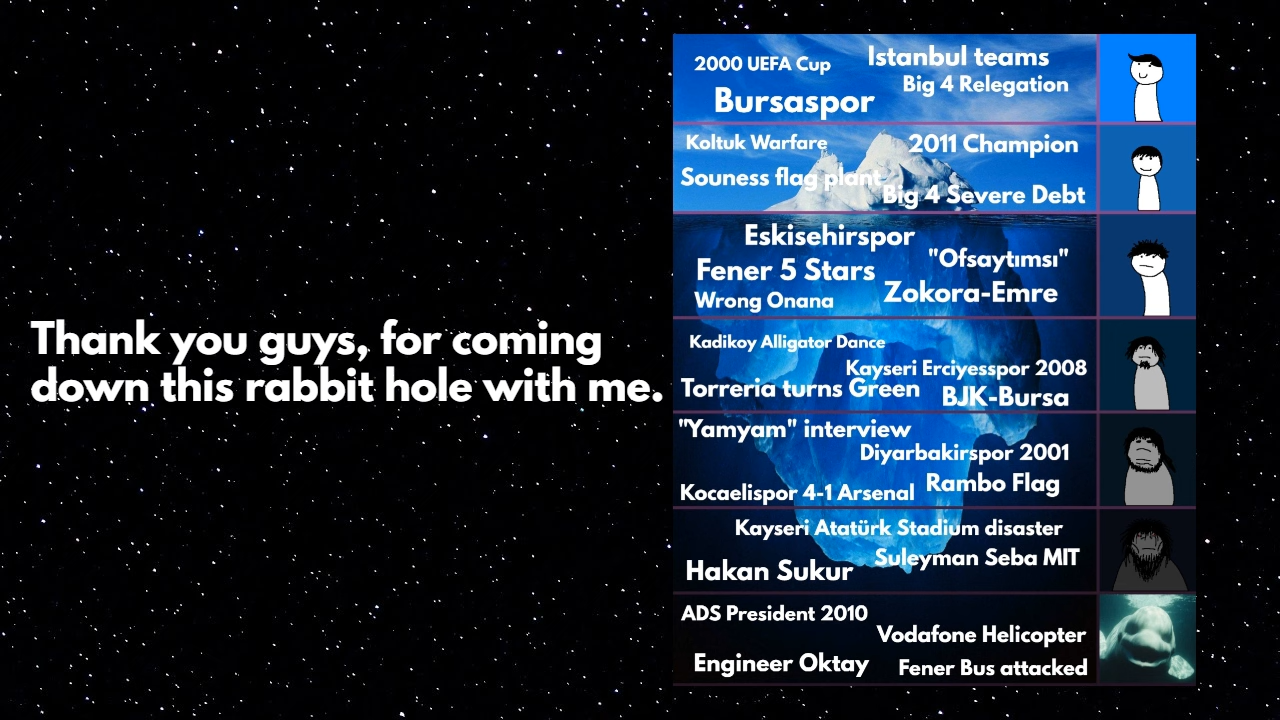 Thank you guys, for coming
down this rabbit hole with me.
2000 UEFA Cup
Istanbul teams
Big 4 Relegation
Bursaspor
Koltuk Warfare
2011 Champion
Souness flag plant
Big 4 Severe Debt
Eskisehirspor
"Ofsaytımsı"
Fener 5 Stars
Zokora-Emre
Wrong Onana
Kadikoy Alligator Dance
Kayseri Erciyesspor 2008
Torreria turns Green
BJK-Bursa
"Yamyam" interview
Diyarbakirspor 2001
Rambo Flag
Kocaelispor 4-1 Arsenal
Kayseri Atatürk Stadium disaster
Suleyman Seba MIT
Hakan Sukur
ADS President 2010
Vodafone Helicopter
Engineer Oktay
Fener Bus attacked